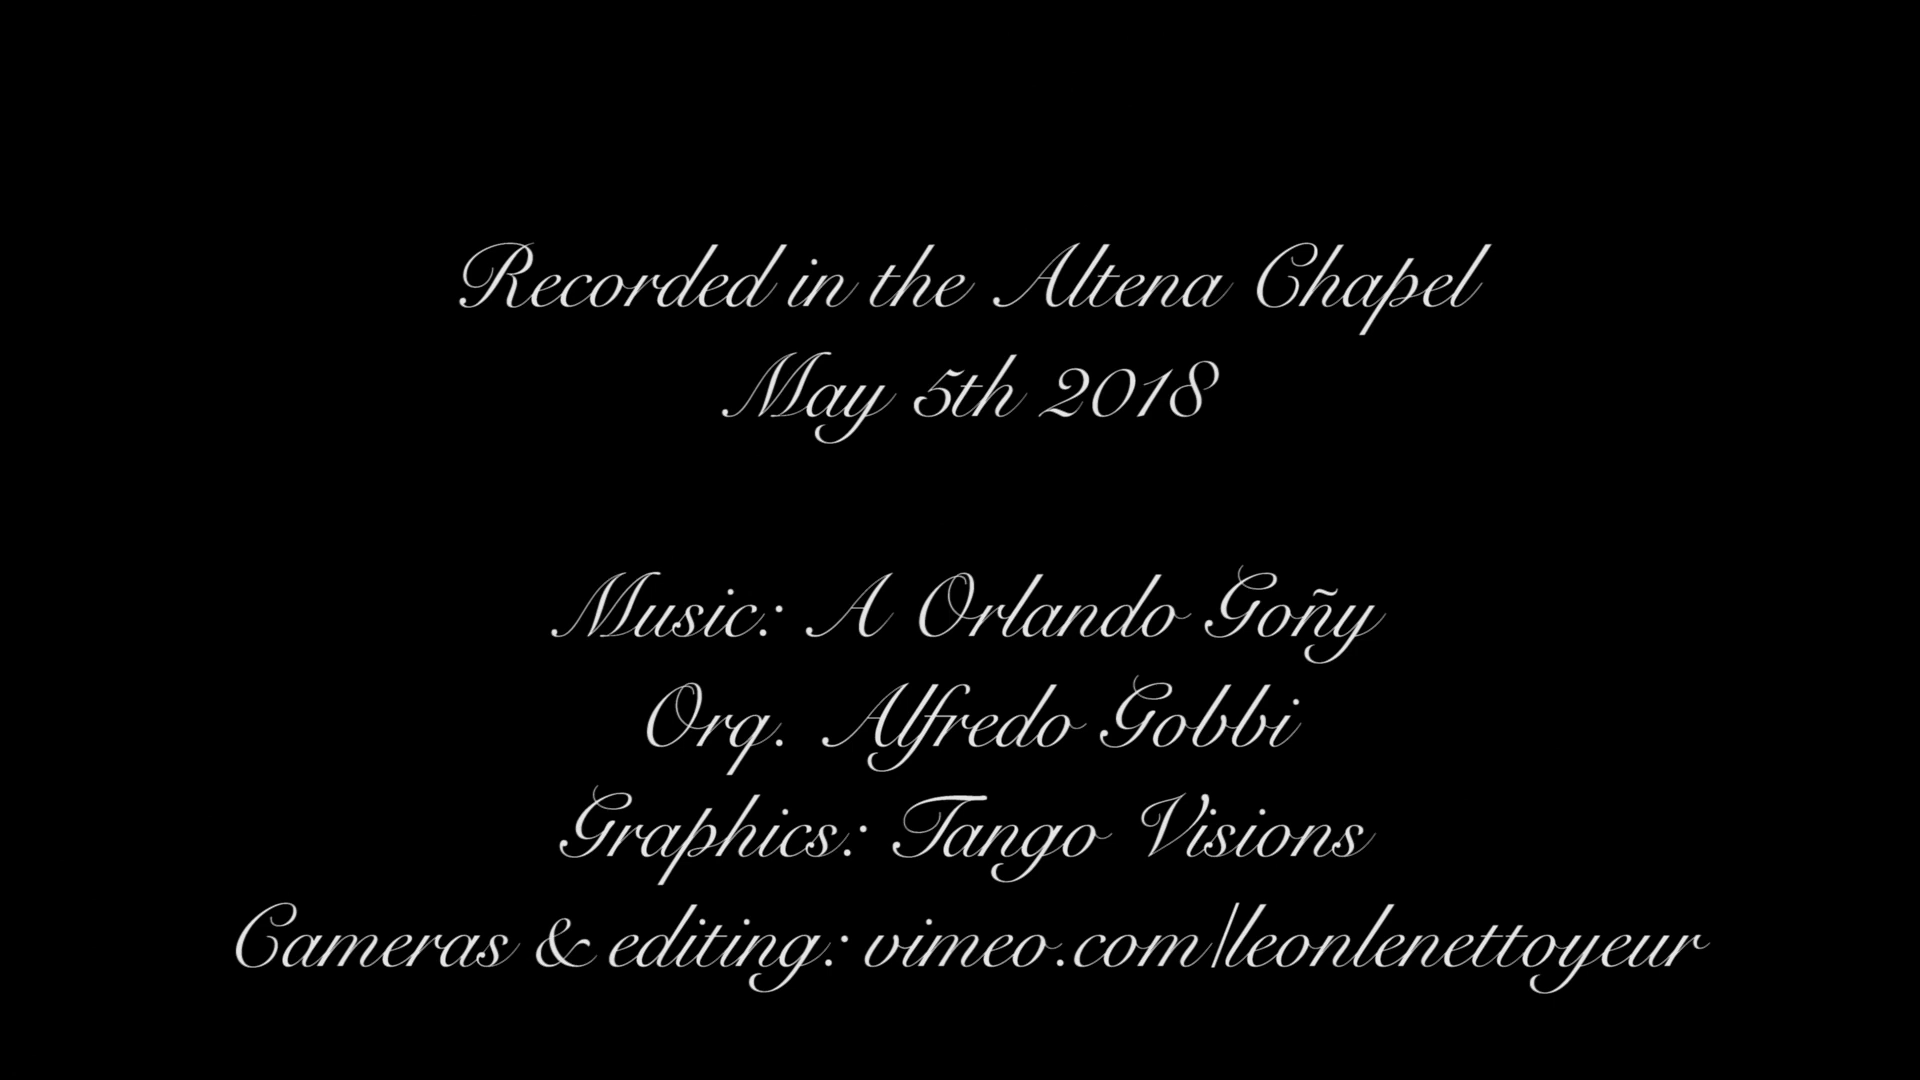 Recorded in the Altena Chapel
May 5th 2018
Music: A Orlando Goñy
Orq. Alfredo Gobbi
Graphics: Tango Visions
Cameras & editing: vimeo.com/leonlenettoyeur